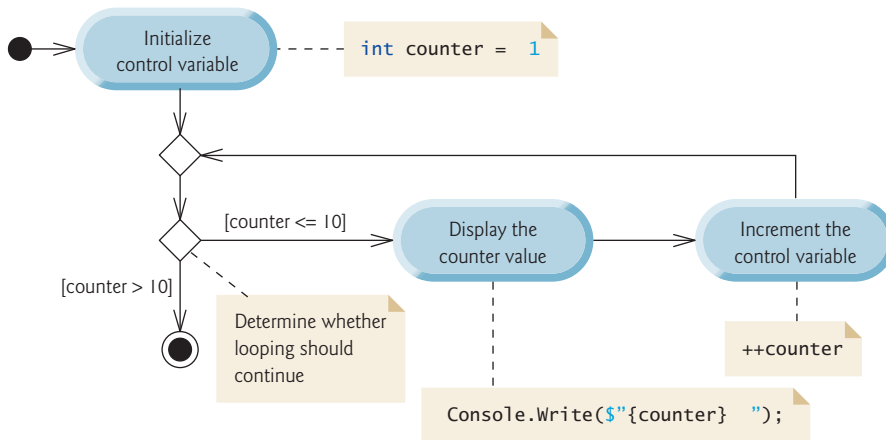 Initialize
control variable
int counter =  1
[counter <= 10]
Display the
counter value
Increment the
control variable
[counter > 10]
Determine whether
looping should
continue
++counter
Console.Write($"{counter}  ");